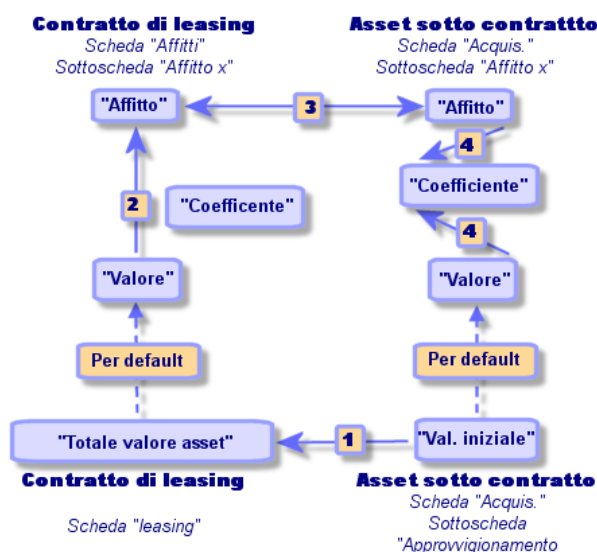 Contratto di leasing
Scheda "Affitti"
Sottoscheda "Affitto x"
Asset sotto contrattto
Scheda "Acquis."
Sottoscheda "Affitto x"
"Affitto"
3
"Affitto"
4
2
"Coefficente"
"Coefficiente"
4
"Valore"
"Valore"
Per default
Per default
"Totale valore asset"
1
"Val. iniziale"
Contratto di leasing
Scheda "leasing"
Asset sotto contratto
Scheda "Acquis."
Sottoscheda
"Approvvigionamento